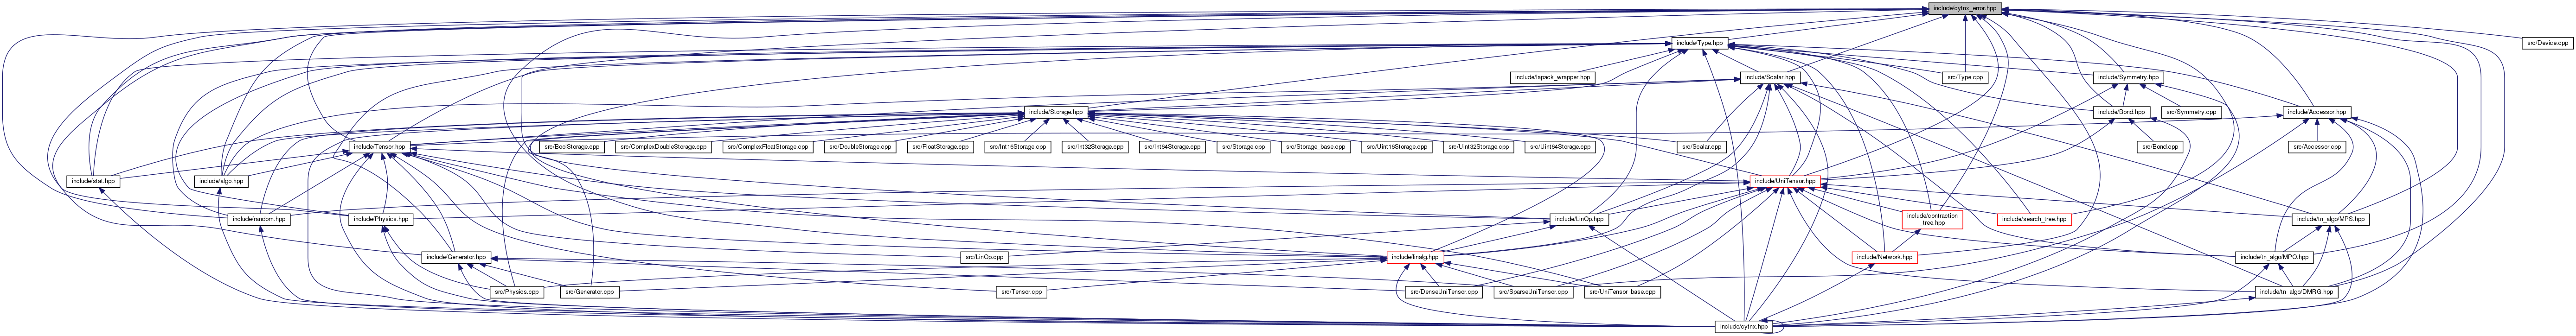 include/cytnx_error.hpp
include/Type.hpp
src/Device.cpp
include/lapack_wrapper.hpp
include/Scalar.hpp
src/Type.cpp
include/Symmetry.hpp
include/Storage.hpp
include/Bond.hpp
src/Symmetry.cpp
include/Accessor.hpp
include/Tensor.hpp
src/BoolStorage.cpp
src/ComplexDoubleStorage.cpp
src/ComplexFloatStorage.cpp
src/DoubleStorage.cpp
src/FloatStorage.cpp
src/Int16Storage.cpp
src/Int32Storage.cpp
src/Int64Storage.cpp
src/Storage.cpp
src/Storage_base.cpp
src/Uint16Storage.cpp
src/Uint32Storage.cpp
src/Uint64Storage.cpp
src/Scalar.cpp
src/Bond.cpp
src/Accessor.cpp
include/stat.hpp
include/algo.hpp
include/UniTensor.hpp
include/random.hpp
include/Physics.hpp
include/LinOp.hpp
include/contraction
_tree.hpp
include/search_tree.hpp
include/tn_algo/MPS.hpp
include/Generator.hpp
src/LinOp.cpp
include/linalg.hpp
include/Network.hpp
include/tn_algo/MPO.hpp
src/Physics.cpp
src/Generator.cpp
src/Tensor.cpp
src/DenseUniTensor.cpp
src/SparseUniTensor.cpp
src/UniTensor_base.cpp
include/tn_algo/DMRG.hpp
include/cytnx.hpp